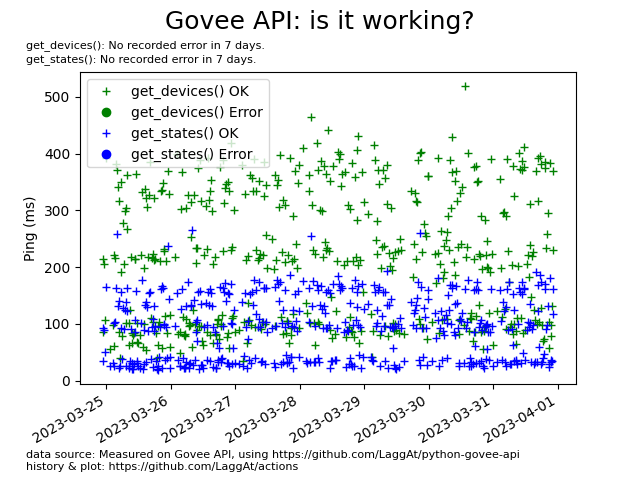 Govee API: is it working?
get_devices(): No recorded error in 7 days.
get_states(): No recorded error in 7 days.
get_devices() OK
get_devices() Error
get_states() OK
get_states() Error
Ping (ms)
500
400
300
200
100
0
2023-03-25
2023-03-26
2023-03-27
2023-03-28
2023-03-29
2023-03-30
2023-03-31
2023-04-01
data source: Measured on Govee API, using https://github.com/LaggAt/python-govee-api
history & plot: https://github.com/LaggAt/actions